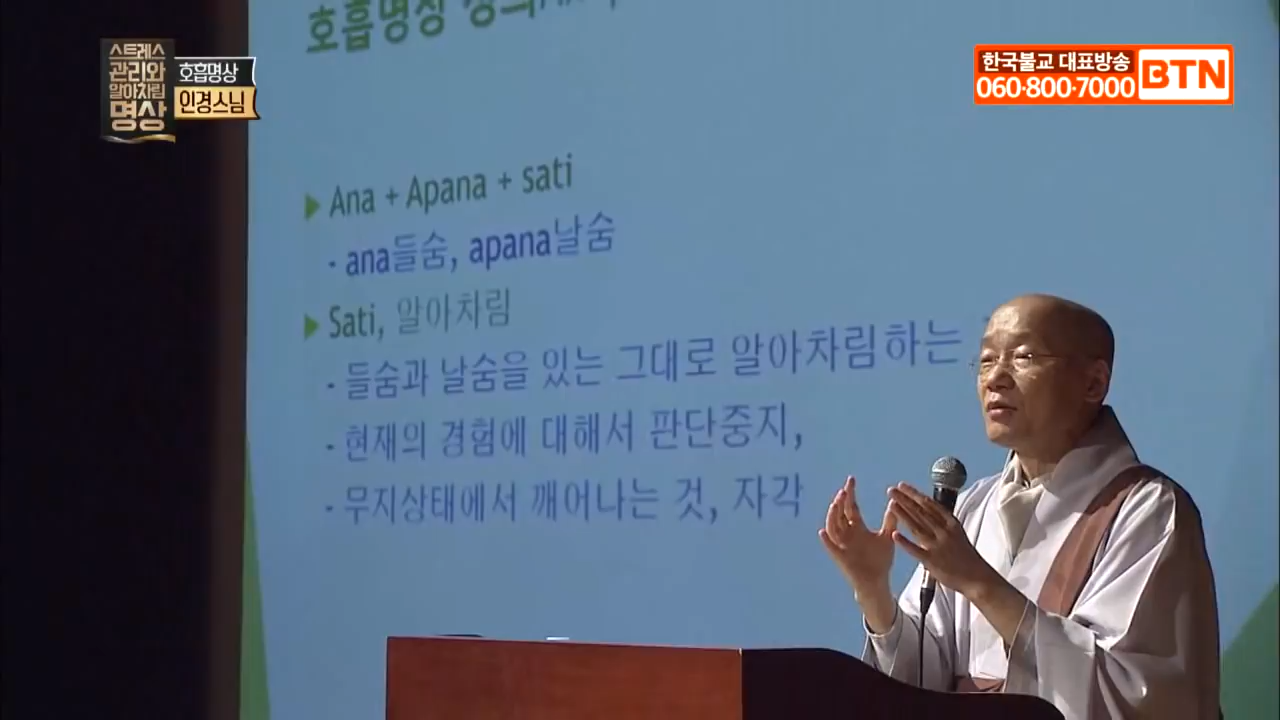 스트레스
관리와
알아차림
명상
호흡명상
인경스님
한국불교 대표방송
060·800·7000
BTN
호흡명상
Ana + Apana + sati
- ana들숨, apana날숨
Sati, 알아차림
- 들숨과 날숨을 있는 그대로 알아차림하는
- 현재의 경험에 대해서 판단중지,
- 무지상태에서 깨어나는 것, 자각